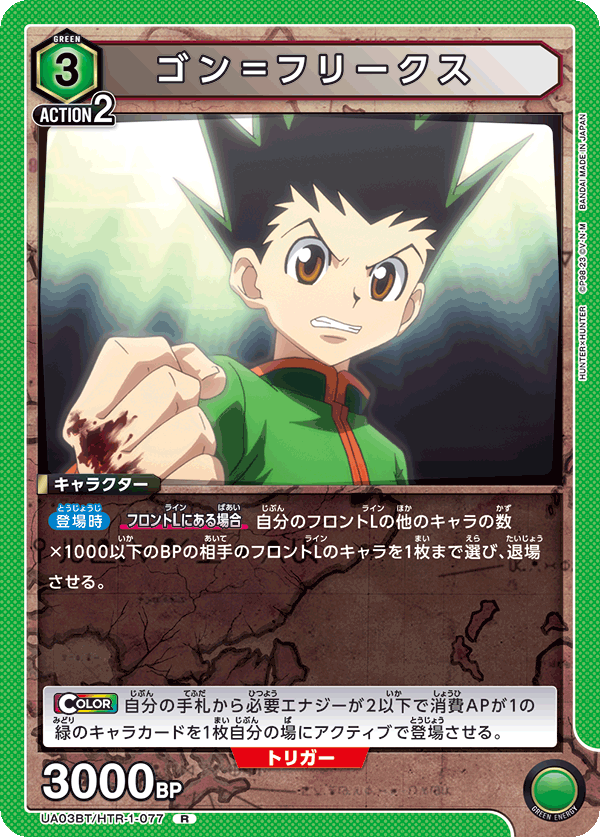 GREEN
3
ゴン=フリークス
ACTION2
BANDAI MADE IN JAPAN
©P98-23 ©V・N・M
HUNTER×HUNTER
キャラクター
登場時 フロントLにある場合 自分のフロントLの他のキャラの数
×1000以下のBPの相手のフロントLのキャラを1枚まで選び、退場
させる。
COLOR 自分の手札から必要エナジーが2以下で消費APが1の
緑のキャラカードを1枚自分の場にアクティブで登場させる。
トリガー
3000BP
UA03BT/HTR-1-077 R
GREEN ENERGY